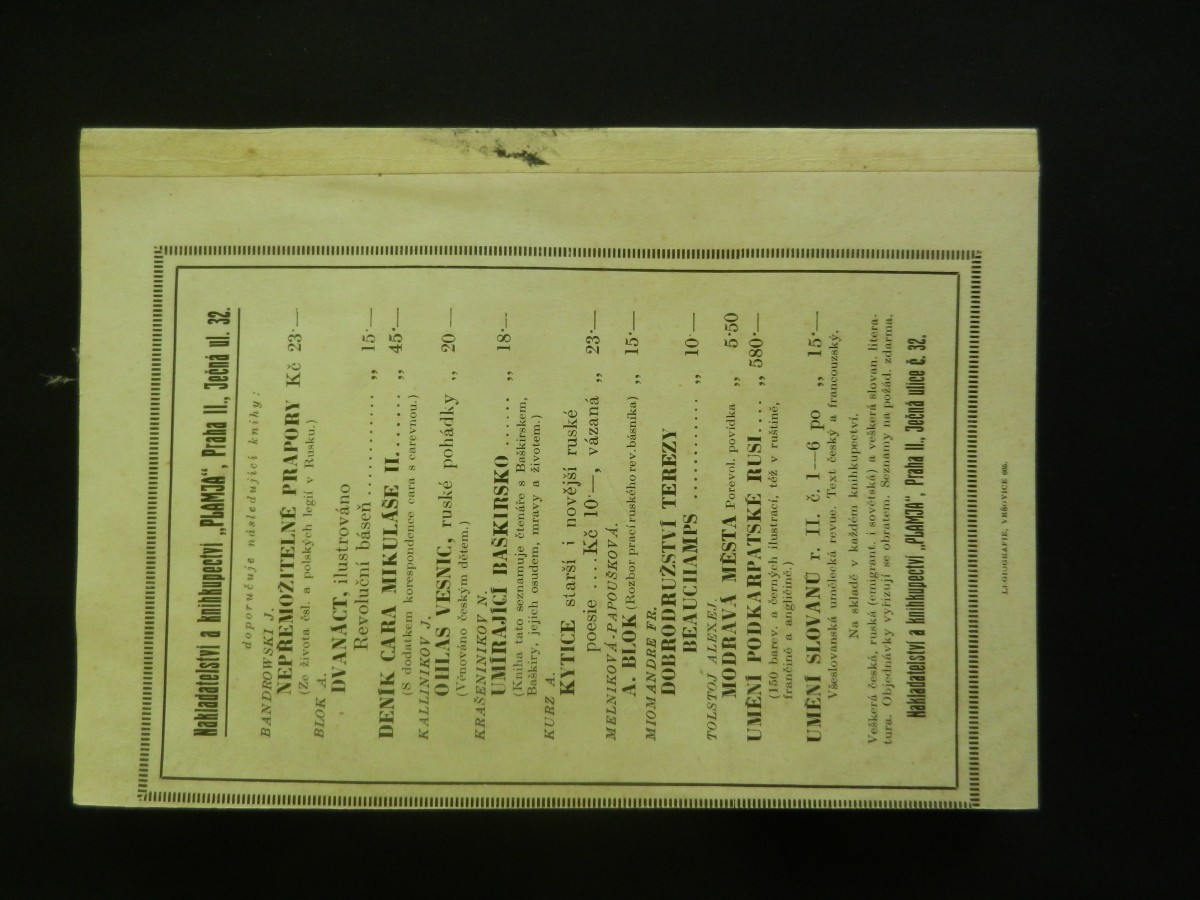 Nakladatelství a knihkupectví „PLAMJA“, Praha II., Ječná ul. 32.
doporučuje následující knihy:
BANDROWSKI J.
NEPŘEMOŽITELNÉ PRAPORY Kč 23·—
(Ze života čsl. a polských legií v Rusku.)
BLOK A.
DVANACT, ilustrováno
Revoluční báseň ........... „ 15·—
DENÍK CARA MIKULÁŠE II....... „ 45·—
(S dodatkem korespondence cara s carevnou.)
KALLINIKOV J.
OHLAS VESNIC, ruské pohádky „ 20 —
(Věnováno českým dětem.)
KRAŠENINIKOV N.
UMÍRAJÍCÍ BAŠKIRSKO ...... „ 18·—
(Kniha tato seznamuje čtenáře s Baškirskem,
Baškiry, jejich osudem, mravy a životem.)
KURZ A.
KYTICE starší i novější ruské
poesie ....Kč 10·—, vázaná „ 23·—
MELNIKOVÁ-PAPOUŠKOVÁ.
A. BLOK (Rozbor prací ruského rev. básníka) „ 15·—
MIOMANDRE FR.
DOBRODRUŽSTVÍ TEREZY
BEAUCHAMPS ............ „ 10·—
TOLSTOJ ALEXEJ.
MODRAVÁ MĚSTA Porevol. povídka „ 5·50
UMĚNÍ PODKARPATSKÉ RUSI.... „ 580·—
(150 barev. a černých ilustrací, též v ruštině,
frančině a angličině.)
UMĚNÍ SLOVANŮ r. II. č. 1—6 po „ 15·—
Všeslovanská umělecká revue. Text český a francouzský.
Na skladě v každém knihkupectví.
Veškerá česká, ruská (emigrant. i sovětská) a veškerá slovan. litera-
tura. Objednávky vyřizují se obratem. Seznamy na požád. zdarma.
Nakladatelství a knihkupectví „PLAMJA“, Praha II., Ječná ulice č. 32.
VRŠOVICE